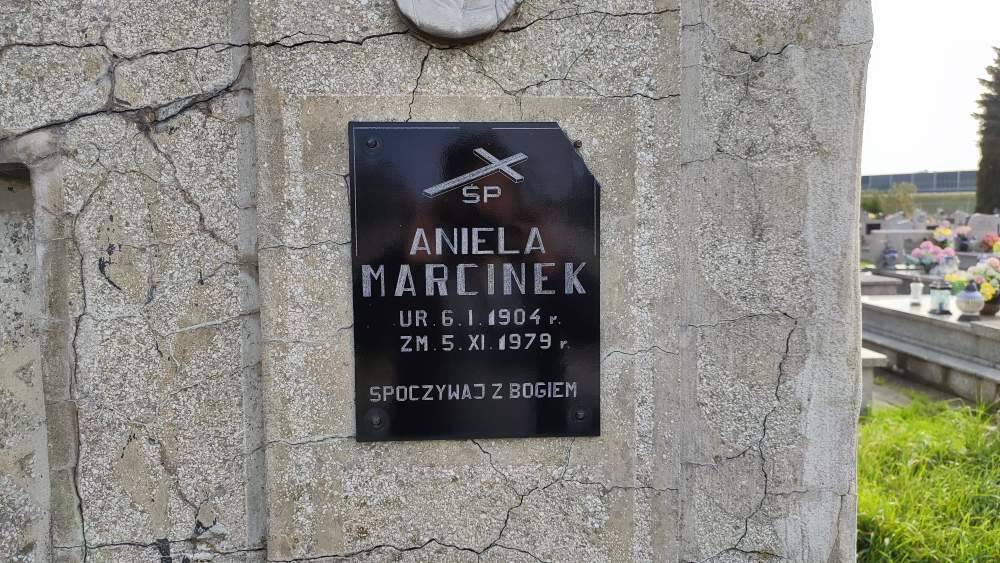 ŚP
ANIELA
MARCINEK
UR. 6. I. 1904 r.
ZM. 5. XI. 1979 r.
SPOCZYWAJ Z BOGIEM